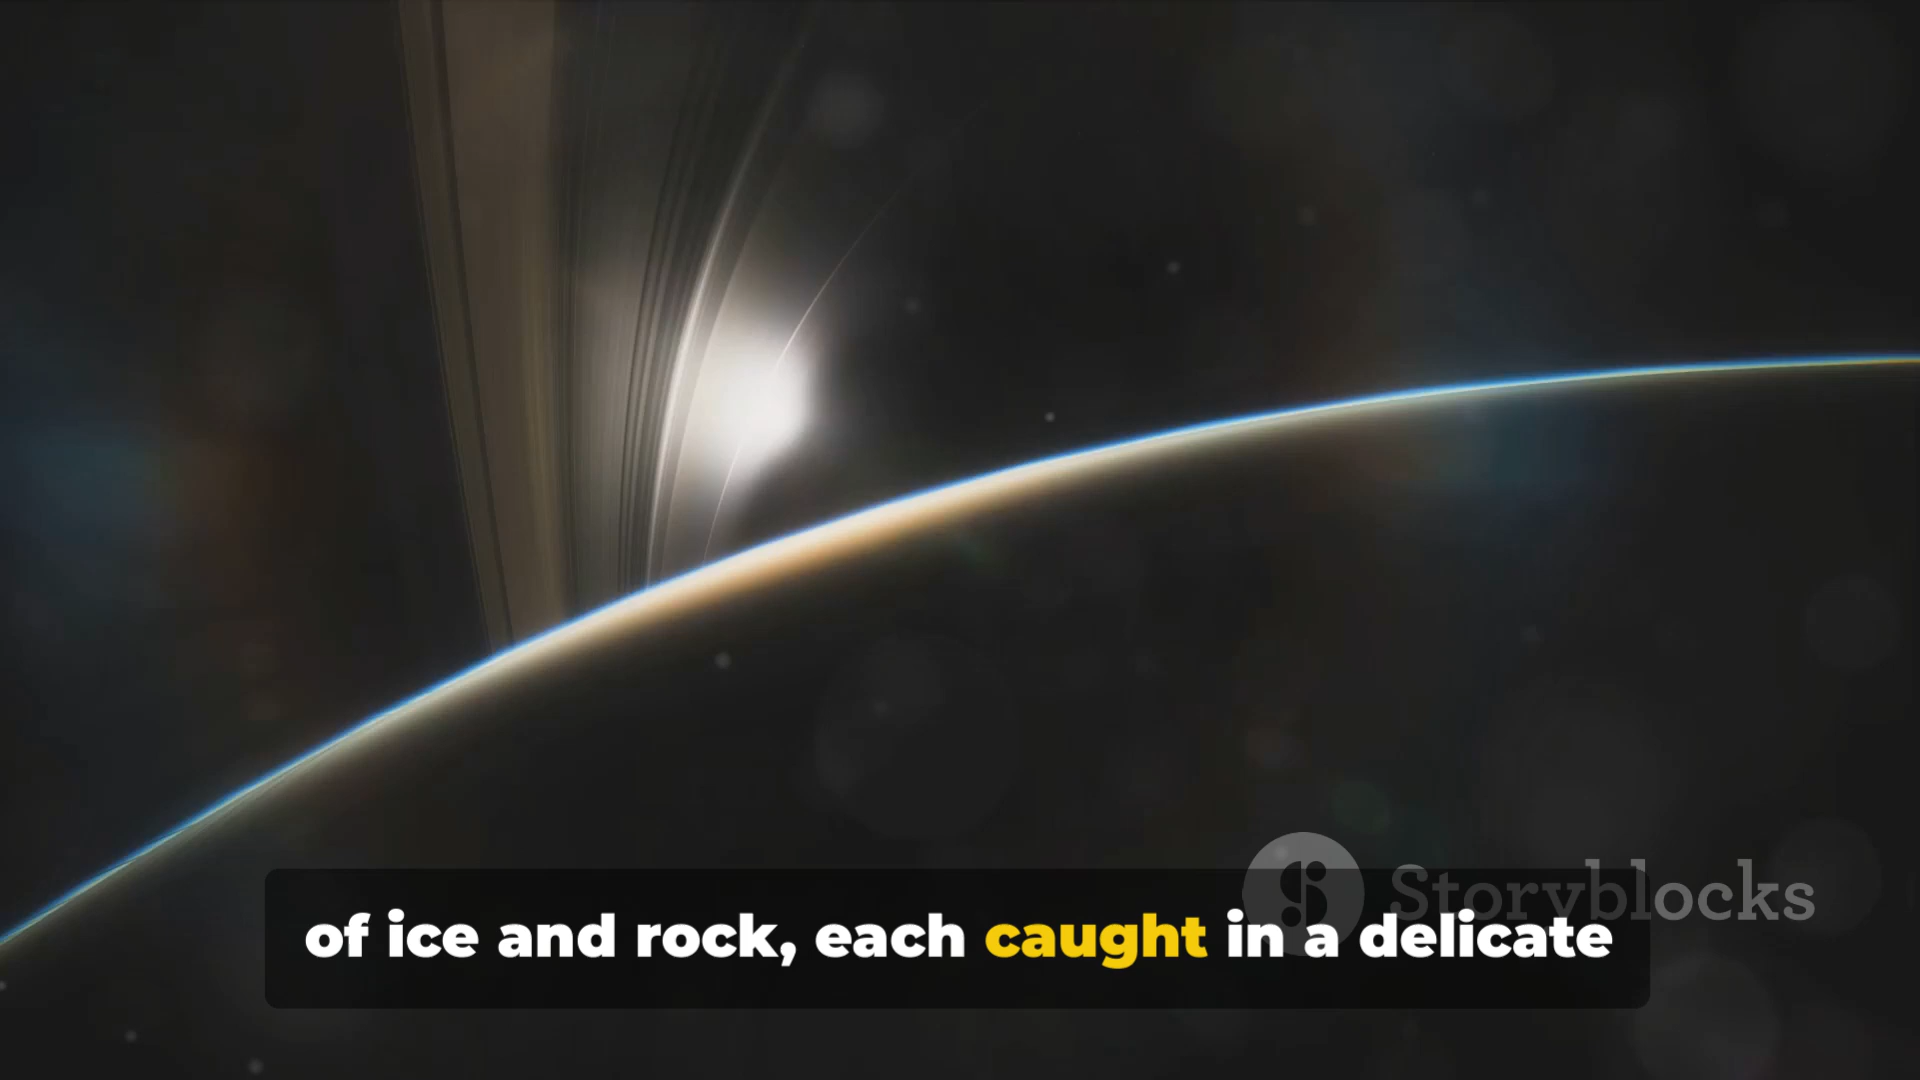 Storyblocks
of ice and rock, each caught in a delicate